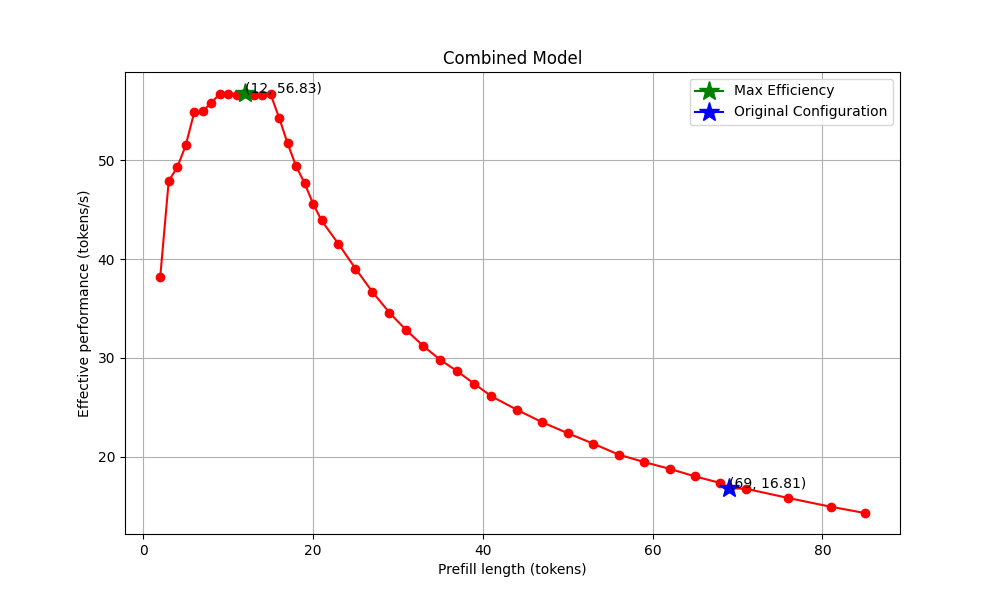 Combined Model
(12, 56.83)
Max Efficiency
Original Configuration
50
40
30
20
(69, 16.81)
Effective performance (tokens/s)
0
20
40
60
80
Prefill length (tokens)